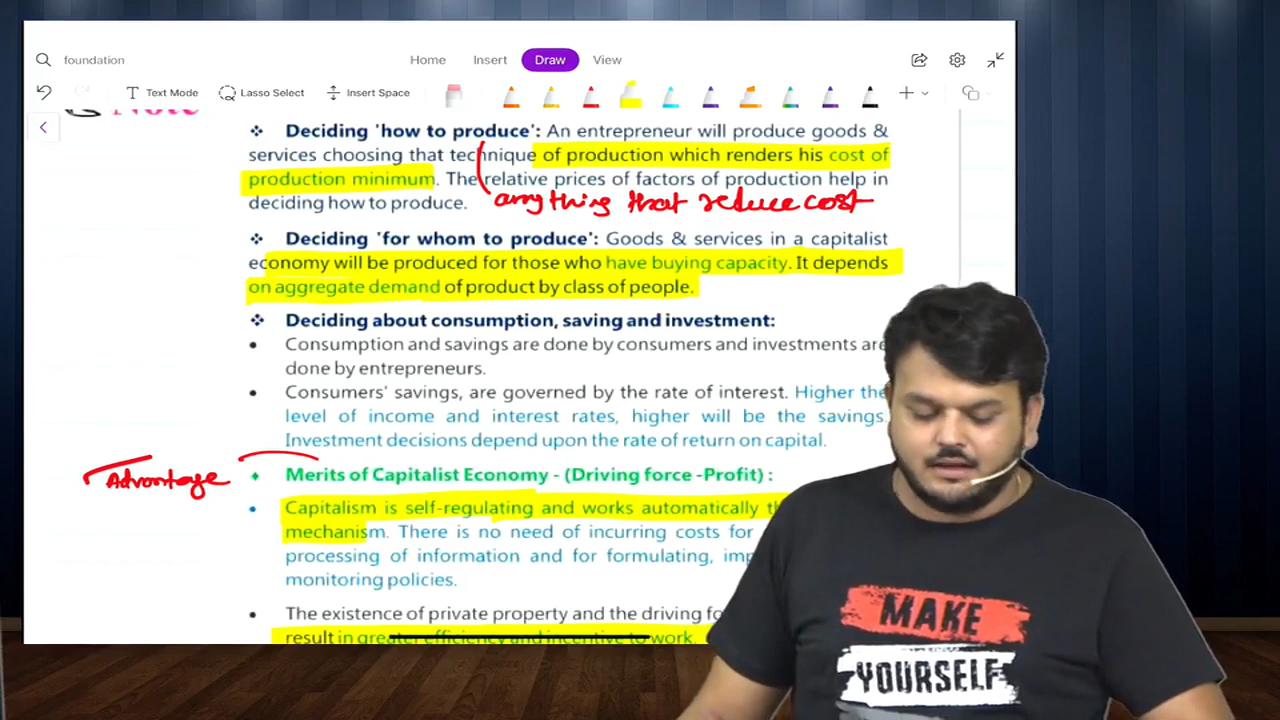 foundation
Home Insert Draw View
Text Mode Lasso Select Insert Space
Note
❖ Deciding 'how to produce': An entrepreneur will produce goods &
services choosing that technique of production which renders his cost of
production minimum. The relative prices of factors of production help in
deciding how to produce. anything that reduce cost
❖ Deciding 'for whom to produce': Goods & services in a capitalist
economy will be produced for those who have buying capacity. It depends
on aggregate demand of product by class of people.
❖ Deciding about consumption, saving and investment:
• Consumption and savings are done by consumers and investments are
done by entrepreneurs.
• Consumers' savings, are governed by the rate of interest. Higher the
level of income and interest rates, higher will be the savings.
Investment decisions depend upon the rate of return on capital.
Advantage ♦ Merits of Capitalist Economy - (Driving force -Profit) :
• Capitalism is self-regulating and works automatically
mechanism. There is no need of incurring costs for
processing of information and for formulating,
monitoring policies.
• The existence of private property and the driving
result in greater efficiency and incentive to work.
MAKE
YOURSELF